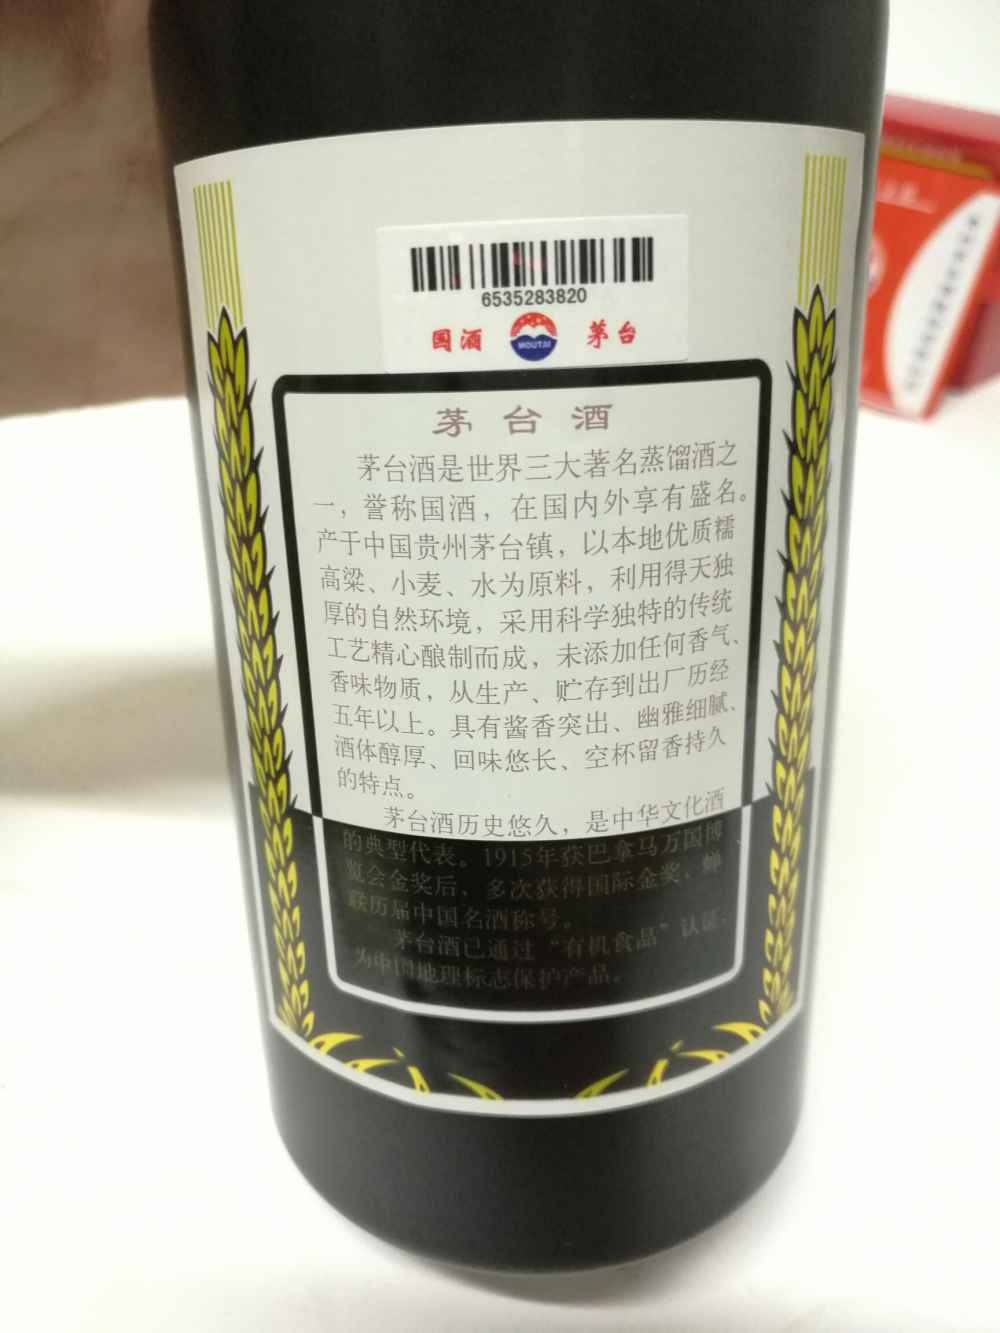 6535283820
国酒 MOUTAI 茅台
茅台酒
茅台酒是世界三大著名蒸馏酒之
一，誉称国酒，在国内外享有盛名。
产于中国贵州茅台镇，以本地优质糯
高粱、小麦、水为原料，利用得天独
厚的自然环境，采用科学独特的传统
工艺精心酿制而成，未添加任何香气、
香味物质，从生产、贮存到出厂历经
五年以上。具有酱香突出、幽雅细腻、
酒体醇厚、回味悠长、空杯留香持久
的特点。
茅台酒历史悠久，是中华文化酒
的典型代表。1915年获巴拿马万国博
览会金奖后，多次获得国际金奖，蝉
联历届中国名酒称号。
茅台酒已通过“有机食品”认证，
为中国地理标志保护产品。